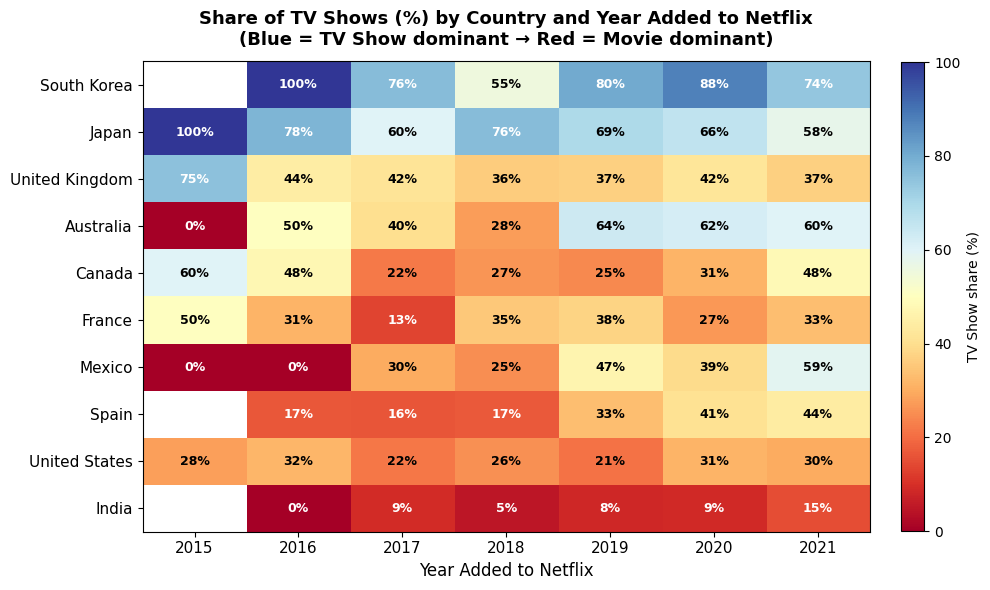 Share of TV Shows (%) by Country and Year Added to Netflix
(Blue = TV Show dominant → Red = Movie dominant)
South Korea 100% 76% 55% 80% 88% 74%
Japan 100% 78% 60% 76% 69% 66% 58%
United Kingdom 75% 44% 42% 36% 37% 42% 37%
Australia 0% 50% 40% 28% 64% 62% 60%
Canada 60% 48% 22% 27% 25% 31% 48%
France 50% 31% 13% 35% 38% 27% 33%
Mexico 0% 0% 30% 25% 47% 39% 59%
Spain 17% 16% 17% 33% 41% 44%
United States 28% 32% 22% 26% 21% 31% 30%
India 0% 9% 5% 8% 9% 15%
2015 2016 2017 2018 2019 2020 2021
Year Added to Netflix
100
80
60
40
20
0
TV Show share (%)